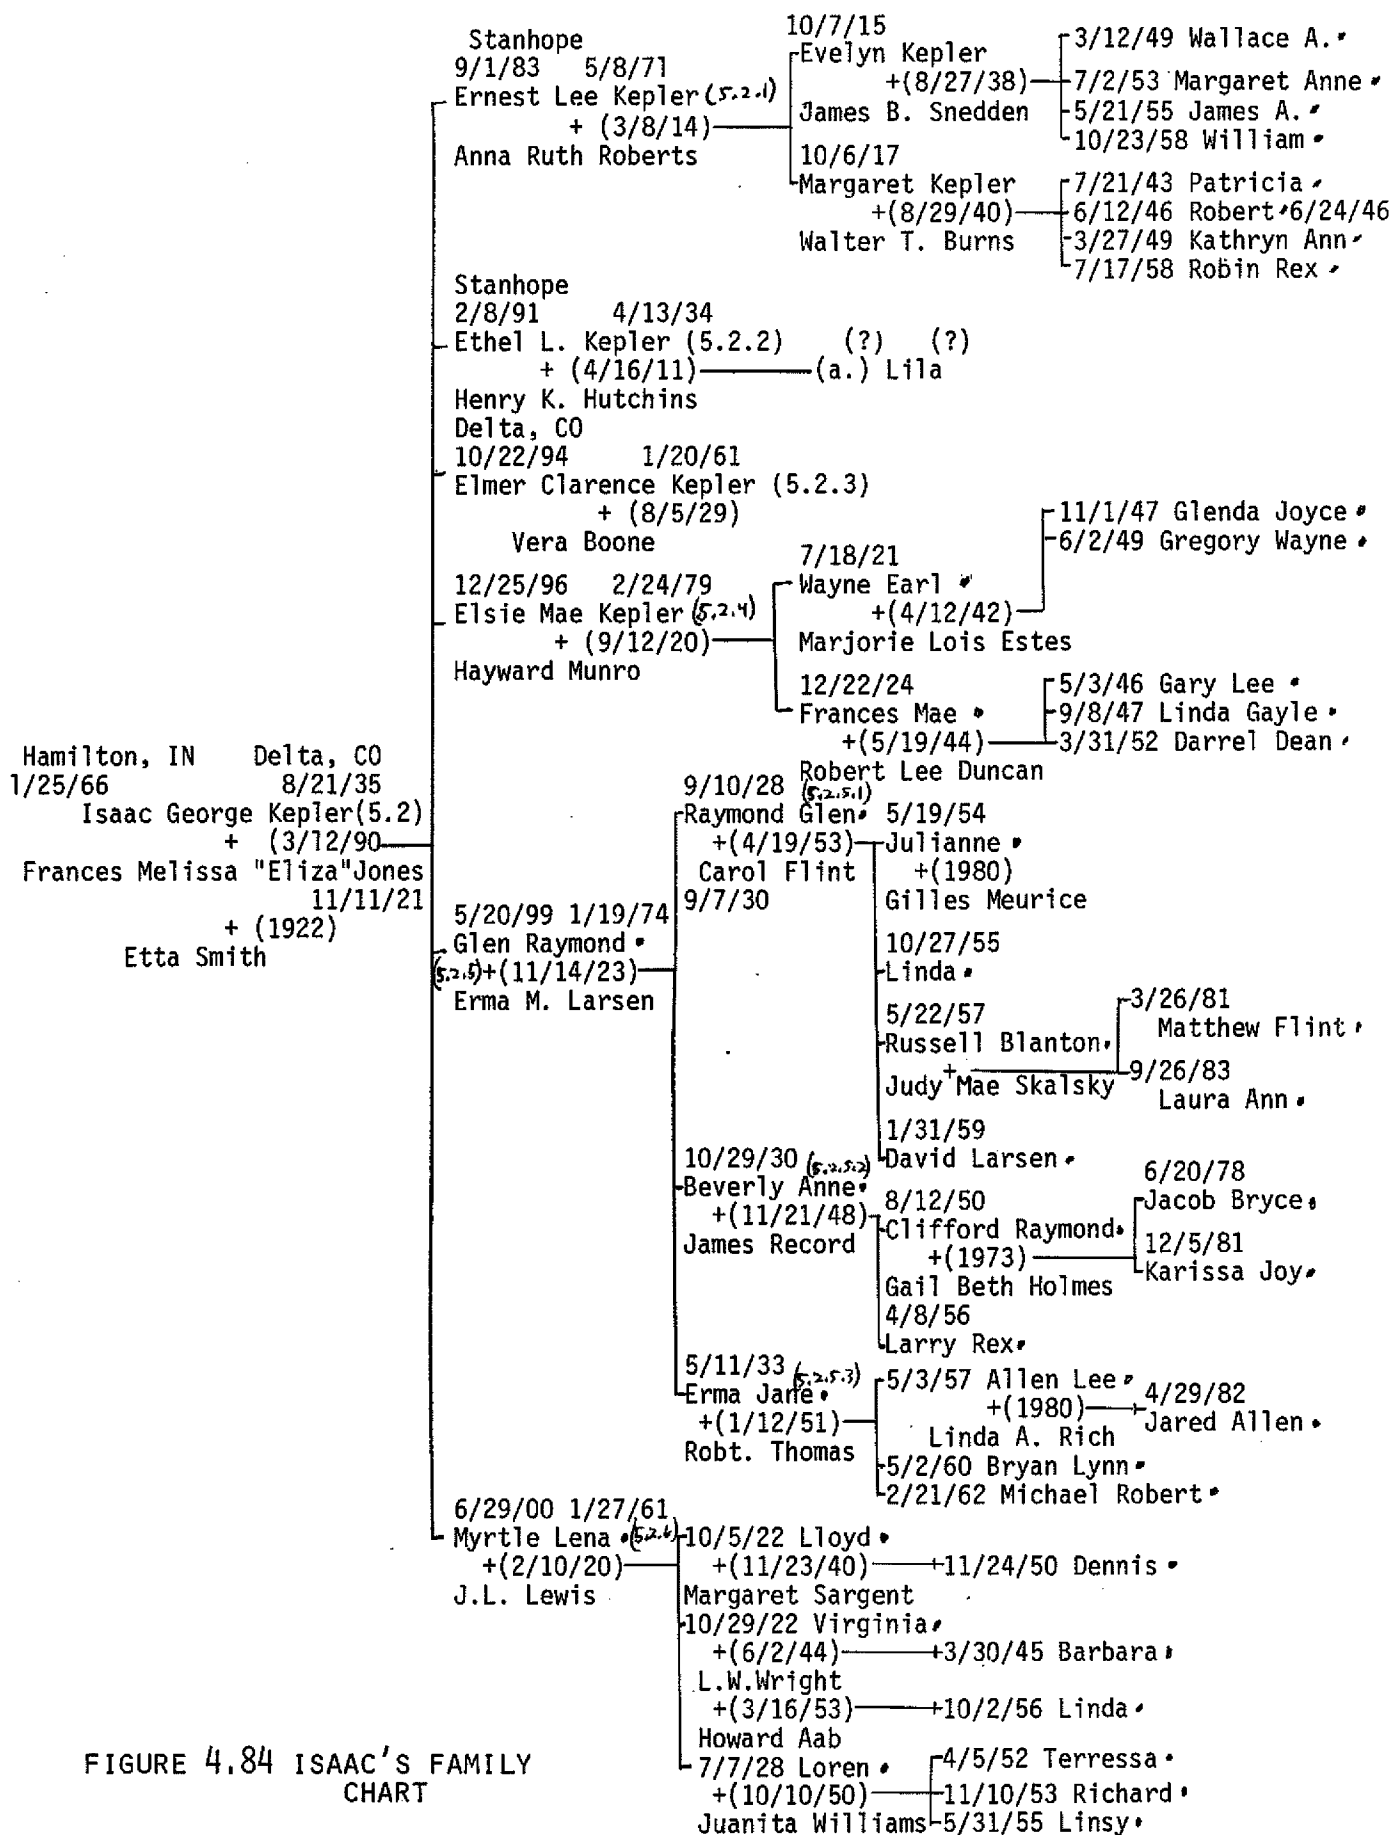 Stanhope
9/1/83 5/8/71
Ernest Lee Kepler (5.2.1)
+ (3/8/14)
Anna Ruth Roberts
10/7/15
Evelyn Kepler
+(8/27/38)
James B. Snedden
3/12/49 Wallace A.
7/2/53 Margaret Anne
5/21/55 James A.
10/23/58 William
10/6/17
Margaret Kepler
+(8/29/40)
Walter T. Burns
7/21/43 Patricia
6/12/46 Robert 6/24/46
3/27/49 Kathryn Ann
7/17/58 Robin Rex
Stanhope
2/8/91 4/13/34
Ethel L. Kepler (5.2.2) (?) (?)
+ (4/16/11) (a.) Lila
Henry K. Hutchins
Delta, CO
10/22/94 1/20/61
Elmer Clarence Kepler (5.2.3)
+ (8/5/29)
Vera Boone
12/25/96 2/24/79
Elsie Mae Kepler (5.2.4)
+ (9/12/20)
Hayward Munro
7/18/21
Wayne Earl
+(4/12/42)
Marjorie Lois Estes
11/1/47 Glenda Joyce
6/2/49 Gregory Wayne
12/22/24
Frances Mae
+(5/19/44)
Robert Lee Duncan
5/3/46 Gary Lee
9/8/47 Linda Gayle
3/31/52 Darrel Dean
Hamilton, IN Delta, CO
1/25/66 8/21/35
Isaac George Kepler(5.2)
+ (3/12/90
Frances Melissa "Eliza"Jones
11/11/21
+ (1922)
Etta Smith
5/20/99 1/19/74
Glen Raymond
(5.2.5)+(11/14/23)
Erma M. Larsen
9/10/28 (5.2.5.1)
Raymond Glen
+(4/19/53)
Carol Flint
9/7/30
5/19/54
Julianne
+(1980)
Gilles Meurice
10/27/55
Linda
5/22/57
Russell Blanton
+
Judy Mae Skalsky
3/26/81
Matthew Flint
9/26/83
Laura Ann
1/31/59
David Larsen
10/29/30 (5.2.5.2)
Beverly Anne
+(11/21/48)
James Record
8/12/50
Clifford Raymond
+(1973)
Gail Beth Holmes
6/20/78
Jacob Bryce
12/5/81
Karissa Joy
4/8/56
Larry Rex
5/11/33 (5.2.5.3)
Erma Jane
+(1/12/51)
Robt. Thomas
5/3/57 Allen Lee
+(1980)
Linda A. Rich
4/29/82
Jared Allen
5/2/60 Bryan Lynn
2/21/62 Michael Robert
6/29/00 1/27/61
Myrtle Lena (5.2.6)
+(2/10/20)
J.L. Lewis
10/5/22 Lloyd
+(11/23/40) 11/24/50 Dennis
Margaret Sargent
10/29/22 Virginia
+(6/2/44) 3/30/45 Barbara
L.W.Wright
+(3/16/53) 10/2/56 Linda
Howard Aab
7/7/28 Loren
+(10/10/50)
Juanita Williams
4/5/52 Terressa
11/10/53 Richard
5/31/55 Linsy
FIGURE 4.84 ISAAC'S FAMILY
CHART